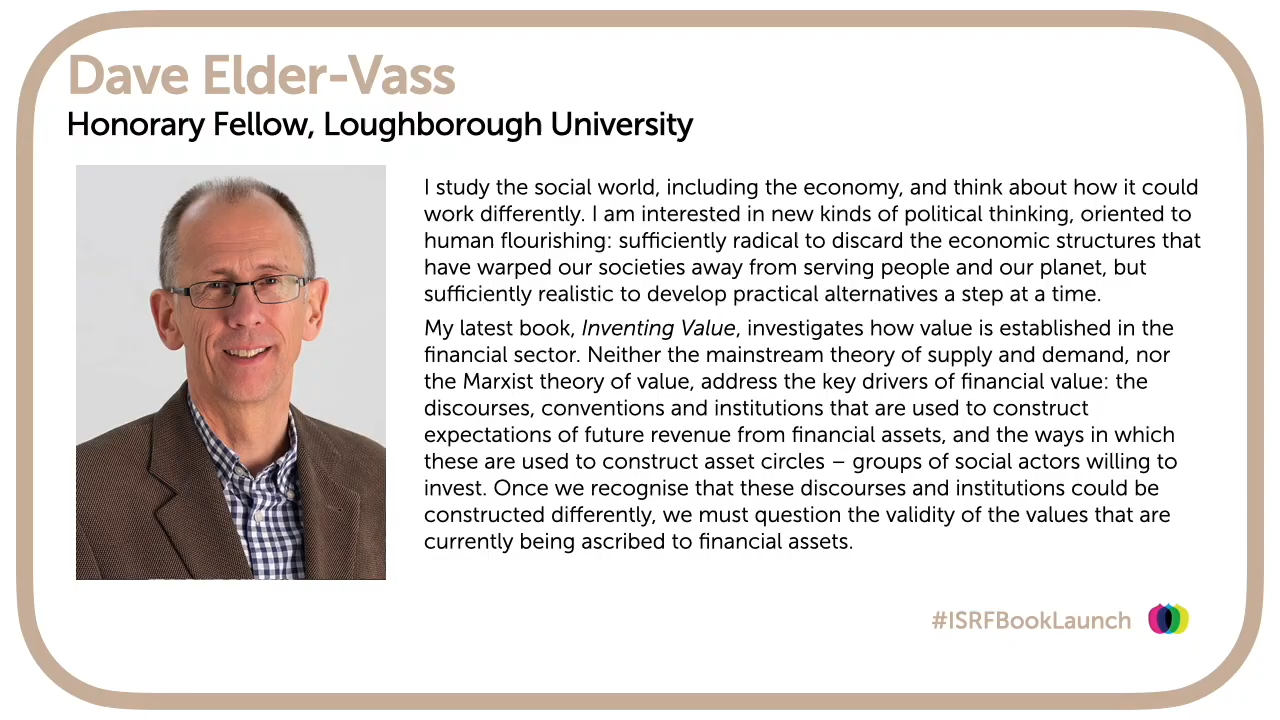 Dave Elder-Vass
Honorary Fellow, Loughborough University
I study the social world, including the economy, and think about how it could
work differently. I am interested in new kinds of political thinking, oriented to
human flourishing: sufficiently radical to discard the economic structures that
have warped our societies away from serving people and our planet, but
sufficiently realistic to develop practical alternatives a step at a time.
My latest book, Inventing Value, investigates how value is established in the
financial sector. Neither the mainstream theory of supply and demand, nor
the Marxist theory of value, address the key drivers of financial value: the
discourses, conventions and institutions that are used to construct
expectations of future revenue from financial assets, and the ways in which
these are used to construct asset circles – groups of social actors willing to
invest. Once we recognise that these discourses and institutions could be
constructed differently, we must question the validity of the values that are
currently being ascribed to financial assets.
#ISRFBookLaunch